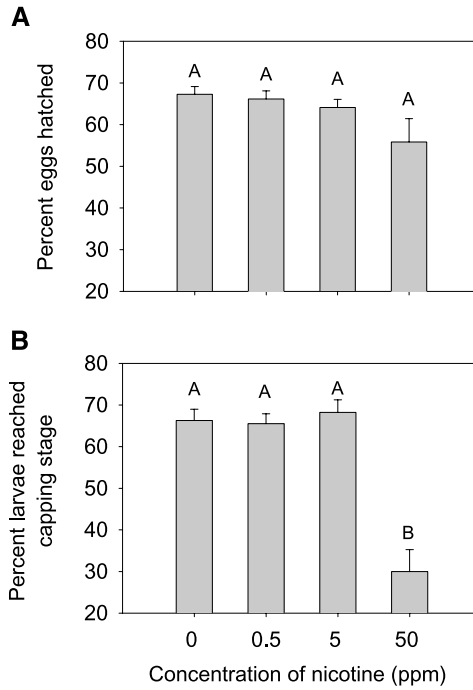 A
Percent eggs hatched
80
70
60
50
40
30
20
A
A
A
A
B
Percent larvae reached
capping stage
80
70
60
50
40
30
20
A
A
A
B
0 0.5 5 50
Concentration of nicotine (ppm)